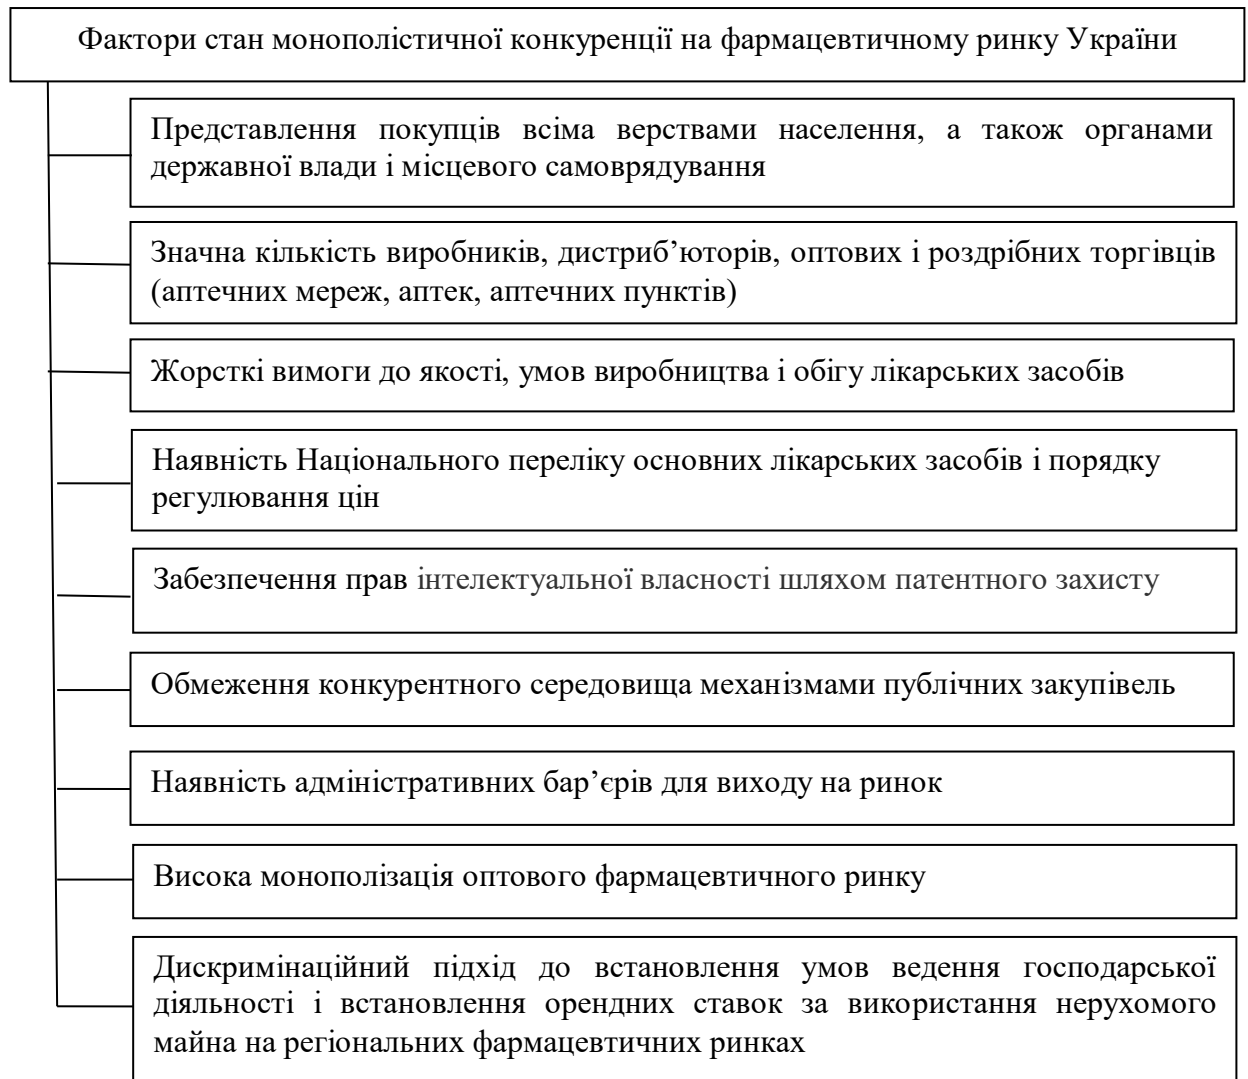 Фактори стан монополістичної конкуренції на фармацевтичному ринку України
Представлення покупців всіма верствами населення, а також органами
державної влади і місцевого самоврядування
Значна кількість виробників, дистриб’юторів, оптових і роздрібних торгівців
(аптечних мереж, аптек, аптечних пунктів)
Жорсткі вимоги до якості, умов виробництва і обігу лікарських засобів
Наявність Національного переліку основних лікарських засобів і порядку
регулювання цін
Забезпечення прав інтелектуальної власності шляхом патентного захисту
Обмеження конкурентного середовища механізмами публічних закупівель
Наявність адміністративних бар’єрів для виходу на ринок
Висока монополізація оптового фармацевтичного ринку
Дискримінаційний підхід до встановлення умов ведення господарської
діяльності і встановлення орендних ставок за використання нерухомого
майна на регіональних фармацевтичних ринках